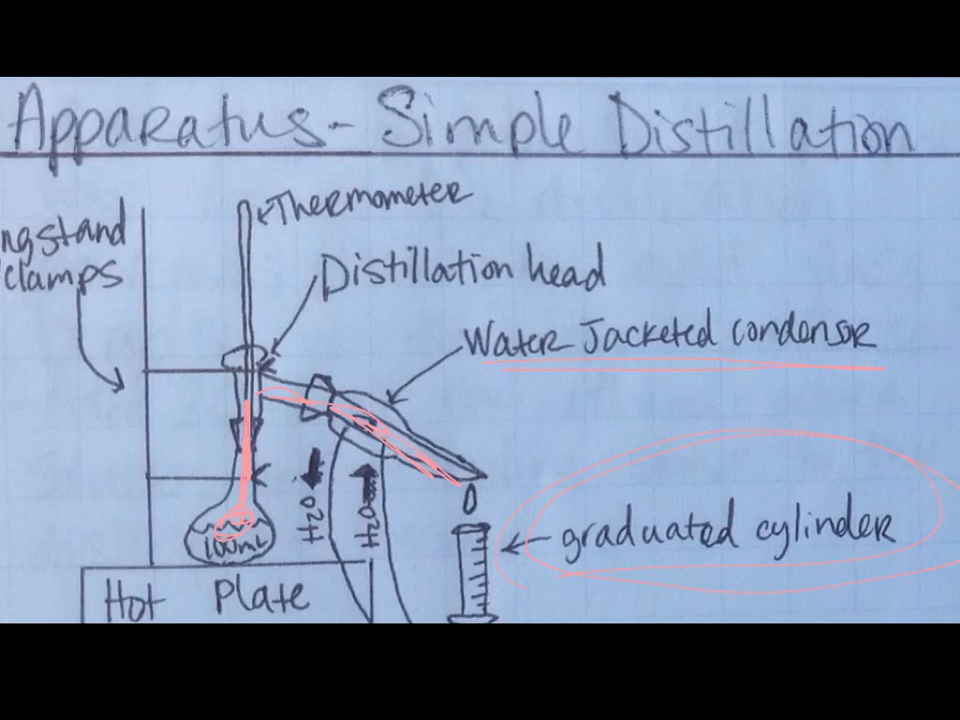 Apparatus - Simple Distillation
Thermometer
ngstand
clamps
Distillation head
Water Jacketed condensor
H2O
H2O
graduated cylinder
100mL
Hot Plate